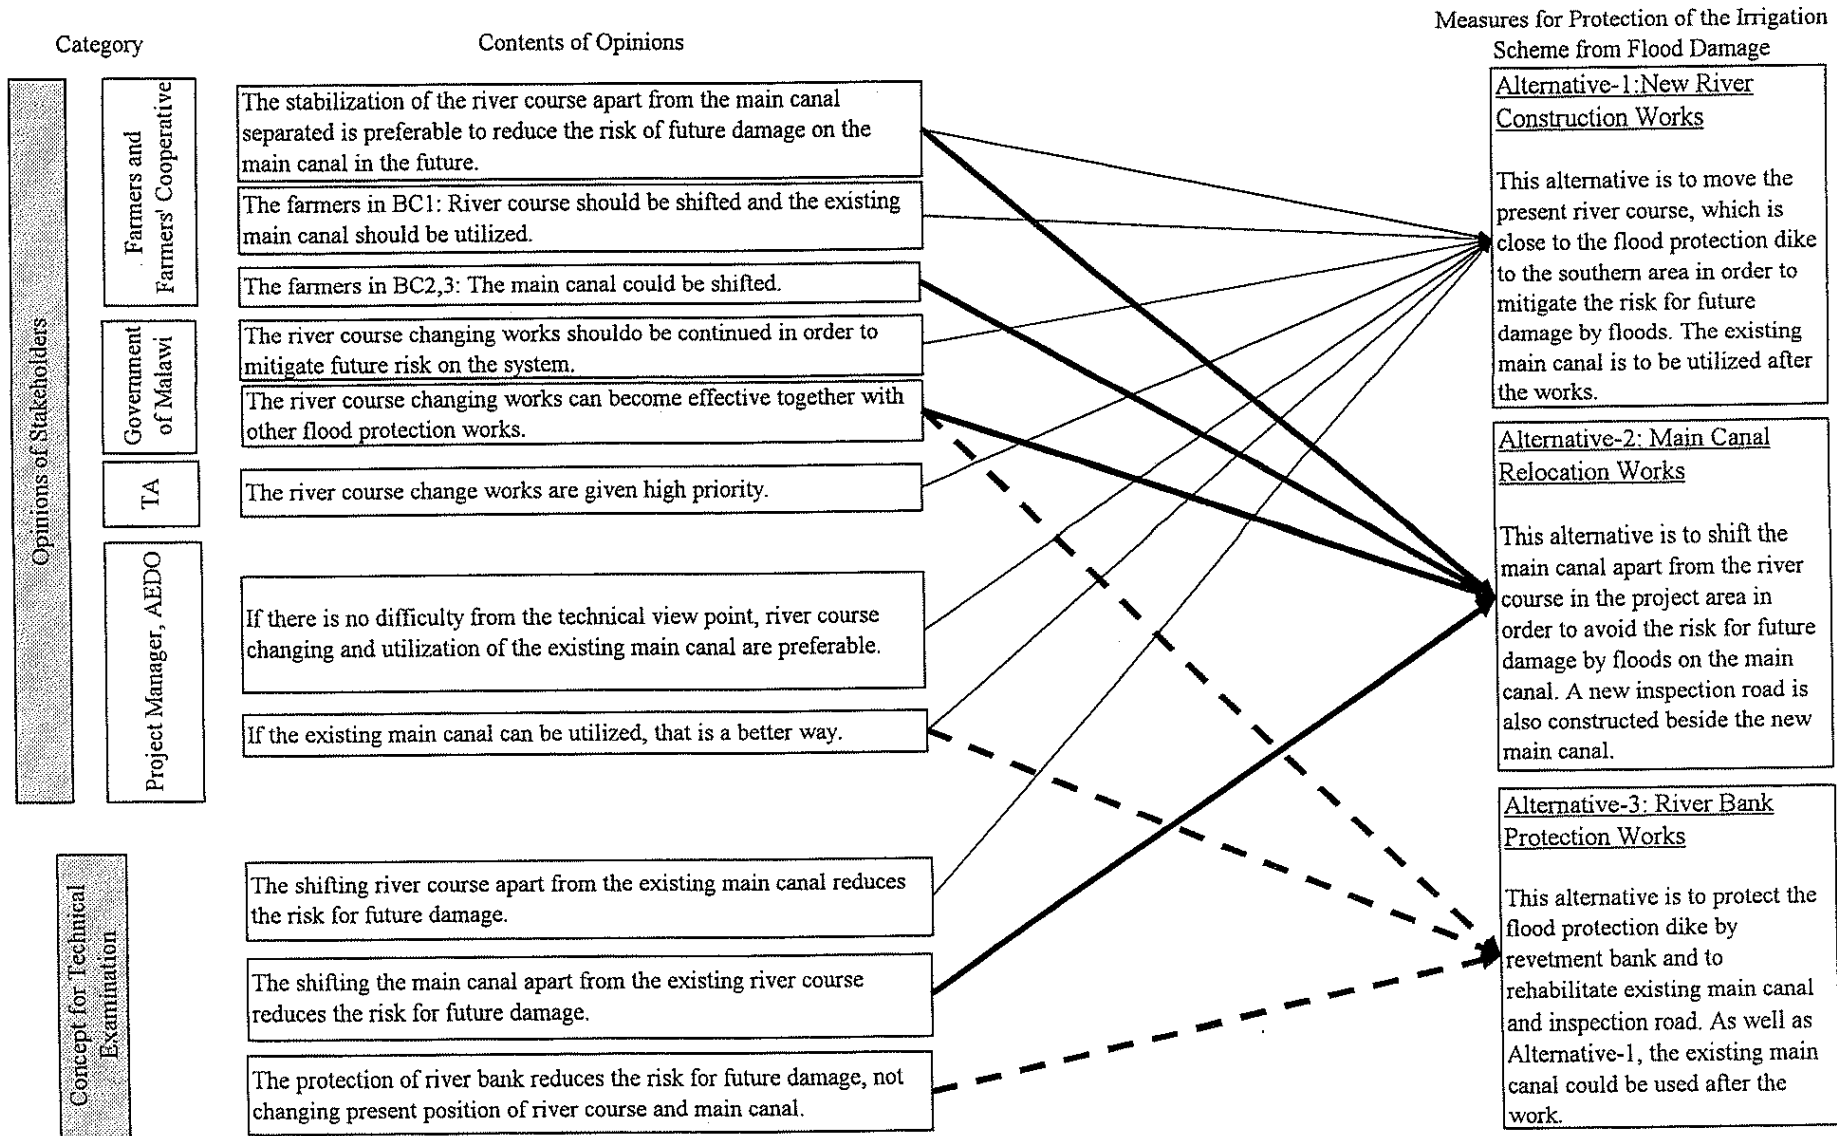 Category
Contents of Opinions
Measures for Protection of the Irrigation
Scheme from Flood Damage
Opinions of Stakeholders
Farmers and
Farmers' Cooperative
The stabilization of the river course apart from the main canal
separated is preferable to reduce the risk of future damage on the
main canal in the future.
The farmers in BC1: River course should be shifted and the existing
main canal should be utilized.
The farmers in BC2,3: The main canal could be shifted.
Government
of Malawi
The river course changing works shouldo be continued in order to
mitigate future risk on the system.
The river course changing works can become effective together with
other flood protection works.
TA
The river course change works are given high priority.
Project Manager, AEDO
If there is no difficulty from the technical view point, river course
changing and utilization of the existing main canal are preferable.
If the existing main canal can be utilized, that is a better way.
Concept for Technical
Examination
The shifting river course apart from the existing main canal reduces
the risk for future damage.
The shifting the main canal apart from the existing river course
reduces the risk for future damage.
The protection of river bank reduces the risk for future damage, not
changing present position of river course and main canal.
Alternative-1:New River
Construction Works
This alternative is to move the
present river course, which is
close to the flood protection dike
to the southern area in order to
mitigate the risk for future
damage by floods. The existing
main canal is to be utilized after
the works.
Alternative-2: Main Canal
Relocation Works
This alternative is to shift the
main canal apart from the river
course in the project area in
order to avoid the risk for future
damage by floods on the main
canal. A new inspection road is
also constructed beside the new
main canal.
Alternative-3: River Bank
Protection Works
This alternative is to protect the
flood protection dike by
revetment bank and to
rehabilitate existing main canal
and inspection road. As well as
Alternative-1, the existing main
canal could be used after the
work.